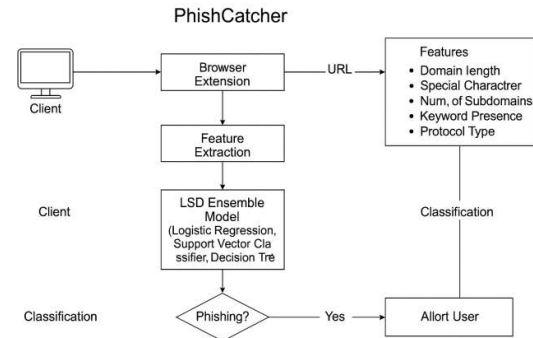 PhishCatcher
Client
Browser
Extension
URL
Features
• Domain length
• Special Charactrer
• Num, of Subdomains
• Keyword Presence
• Protocol Type
Feature
Extraction
Client
LSD Ensemble
Model
(Logistic Regression,
Support Vector Cla
ssifier, Decision Tre
Classification
Classification
Phishing?
Yes
Allort User